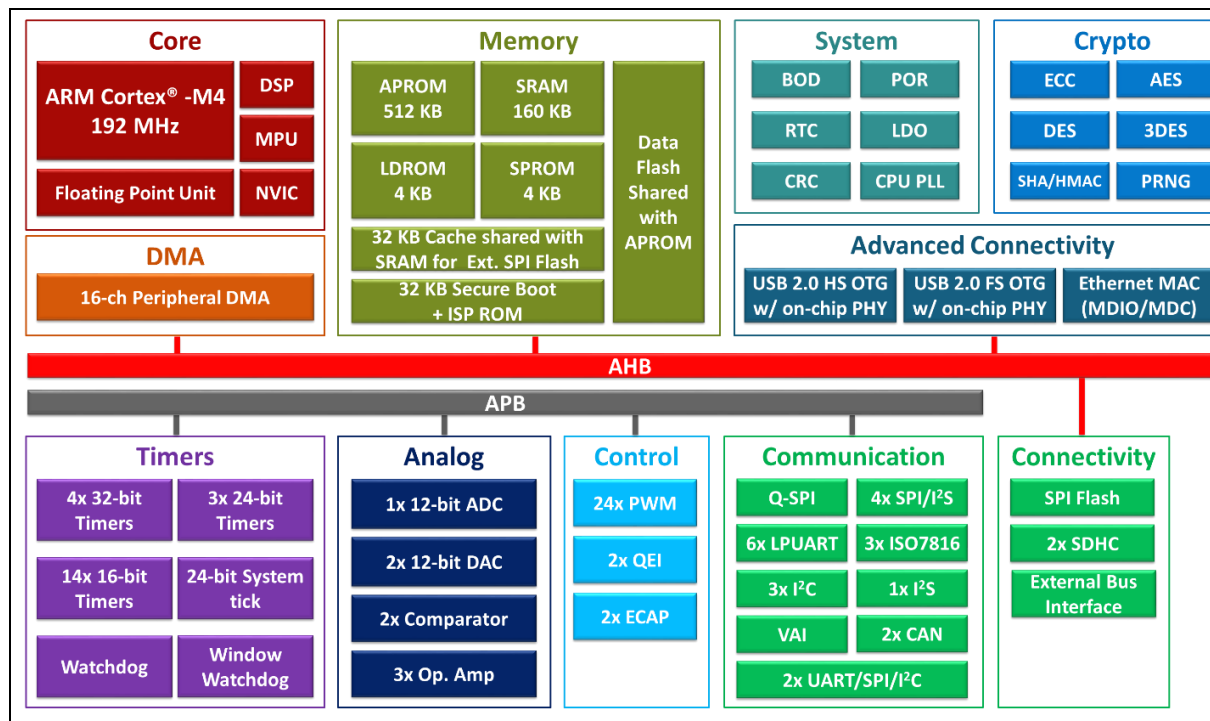 Core
ARM Cortex® -M4
192 MHz
DSP
MPU
Floating Point Unit
NVIC
DMA
16-ch Peripheral DMA
Memory
APROM
512 KB
SRAM
160 KB
LDROM
4 KB
SPROM
4 KB
32 KB Cache shared with
SRAM for Ext. SPI Flash
32 KB Secure Boot
+ ISP ROM
Data
Flash
Shared
with
APROM
System
BOD
POR
RTC
LDO
CRC
CPU PLL
Crypto
ECC
AES
DES
3DES
SHA/HMAC
PRNG
Advanced Connectivity
USB 2.0 HS OTG
w/ on-chip PHY
USB 2.0 FS OTG
w/ on-chip PHY
Ethernet MAC
(MDIO/MDC)
AHB
APB
Timers
4x 32-bit
Timers
3x 24-bit
Timers
14x 16-bit
Timers
24-bit System
tick
Watchdog
Window
Watchdog
Analog
1x 12-bit ADC
2x 12-bit DAC
2x Comparator
3x Op. Amp
Control
24x PWM
2x QEI
2x ECAP
Communication
Q-SPI
4x SPI/I²S
6x LPUART
3x ISO7816
3x I²C
1x I²S
VAI
2x CAN
2x UART/SPI/I²C
Connectivity
SPI Flash
2x SDHC
External Bus
Interface